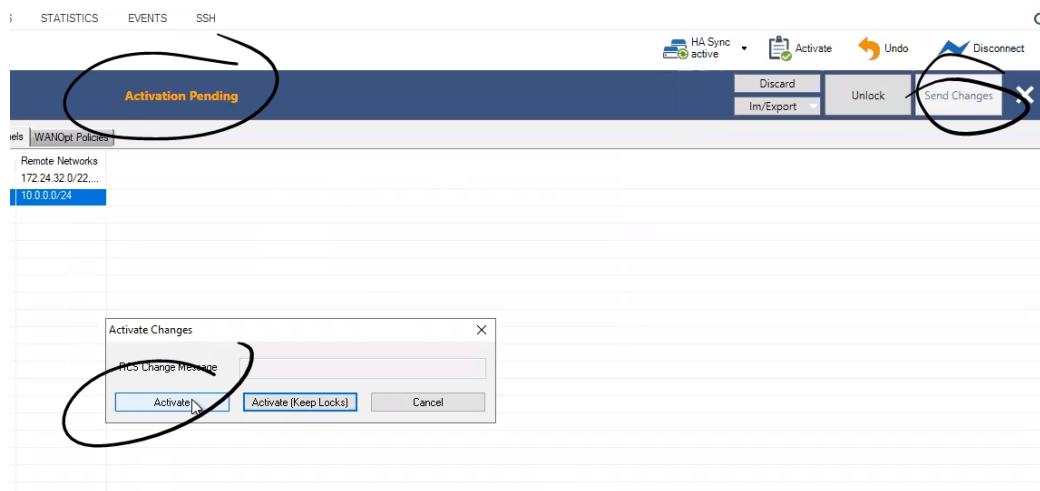 STATISTICS EVENTS SSH
HA Sync
active
Activate
Undo
Disconnect
Activation Pending
Discard
Im/Export
Unlock
Send Changes
els WANOpt Policies
Remote Networks
172.24.32.0/22,...
10.0.0.0/24
Activate Changes
RCS Change Message
Activate Activate (Keep Locks) Cancel